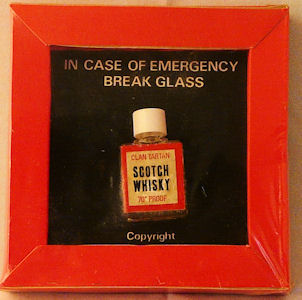 IN CASE OF EMERGENCY
BREAK GLASS
CLAN TARTAN
SCOTCH
WHISKY
70° PROOF
Copyright